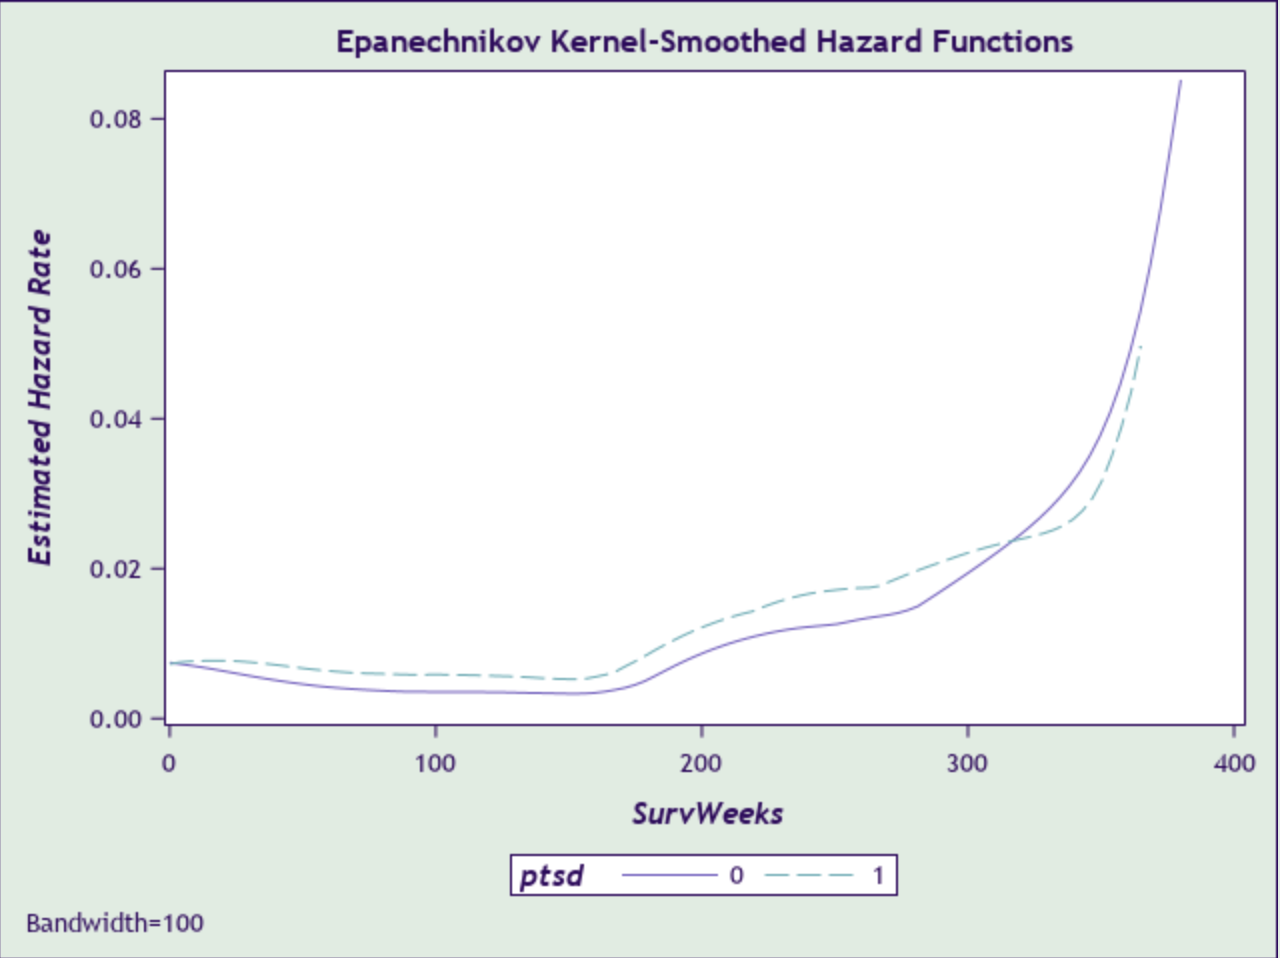 Epanechnikov Kernel-Smoothed Hazard Functions
0.08
0.06
0.04
0.02
0.00
Estimated Hazard Rate
0 100 200 300 400
SurvWeeks
ptsd 0 1
Bandwidth=100